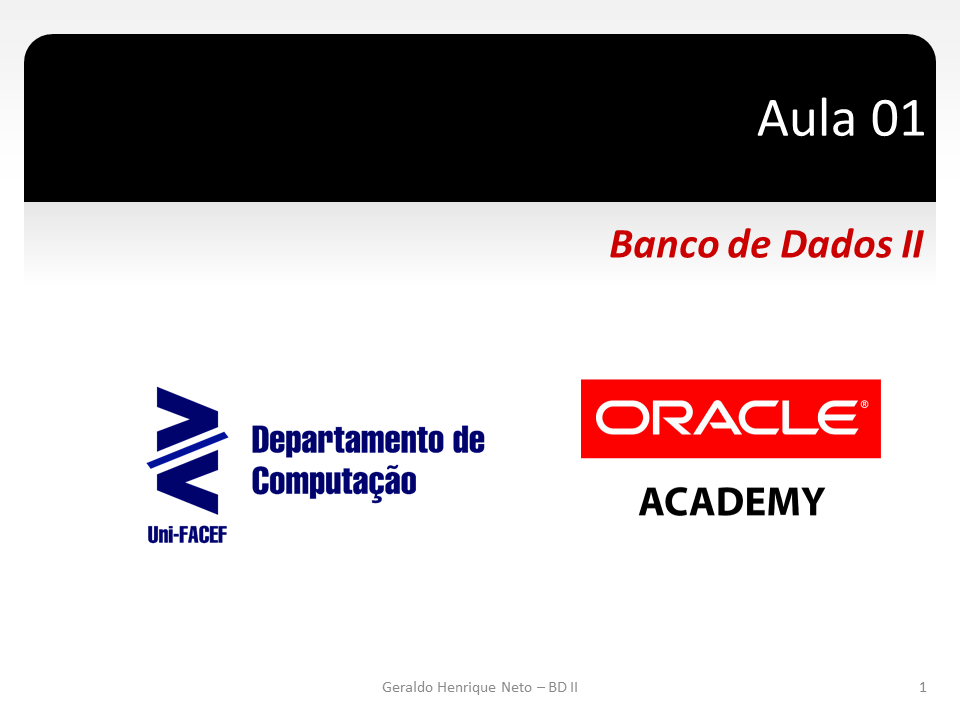 Aula 01
Banco de Dados II
Departamento de
Computação
Uni-FACEF
ORACLE®
ACADEMY
Geraldo Henrique Neto – BD II
1